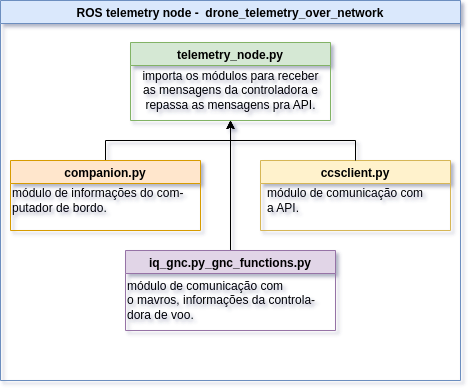 ROS telemetry node - drone_telemetry_over_network
telemetry_node.py
importa os módulos para receber
as mensagens da controladora e
repassa as mensagens pra API.
companion.py
módulo de informações do com-
putador de bordo.
ccsclient.py
módulo de comunicação com
a API.
iq_gnc.py_gnc_functions.py
módulo de comunicação com
o mavros, informações da controla-
dora de voo.